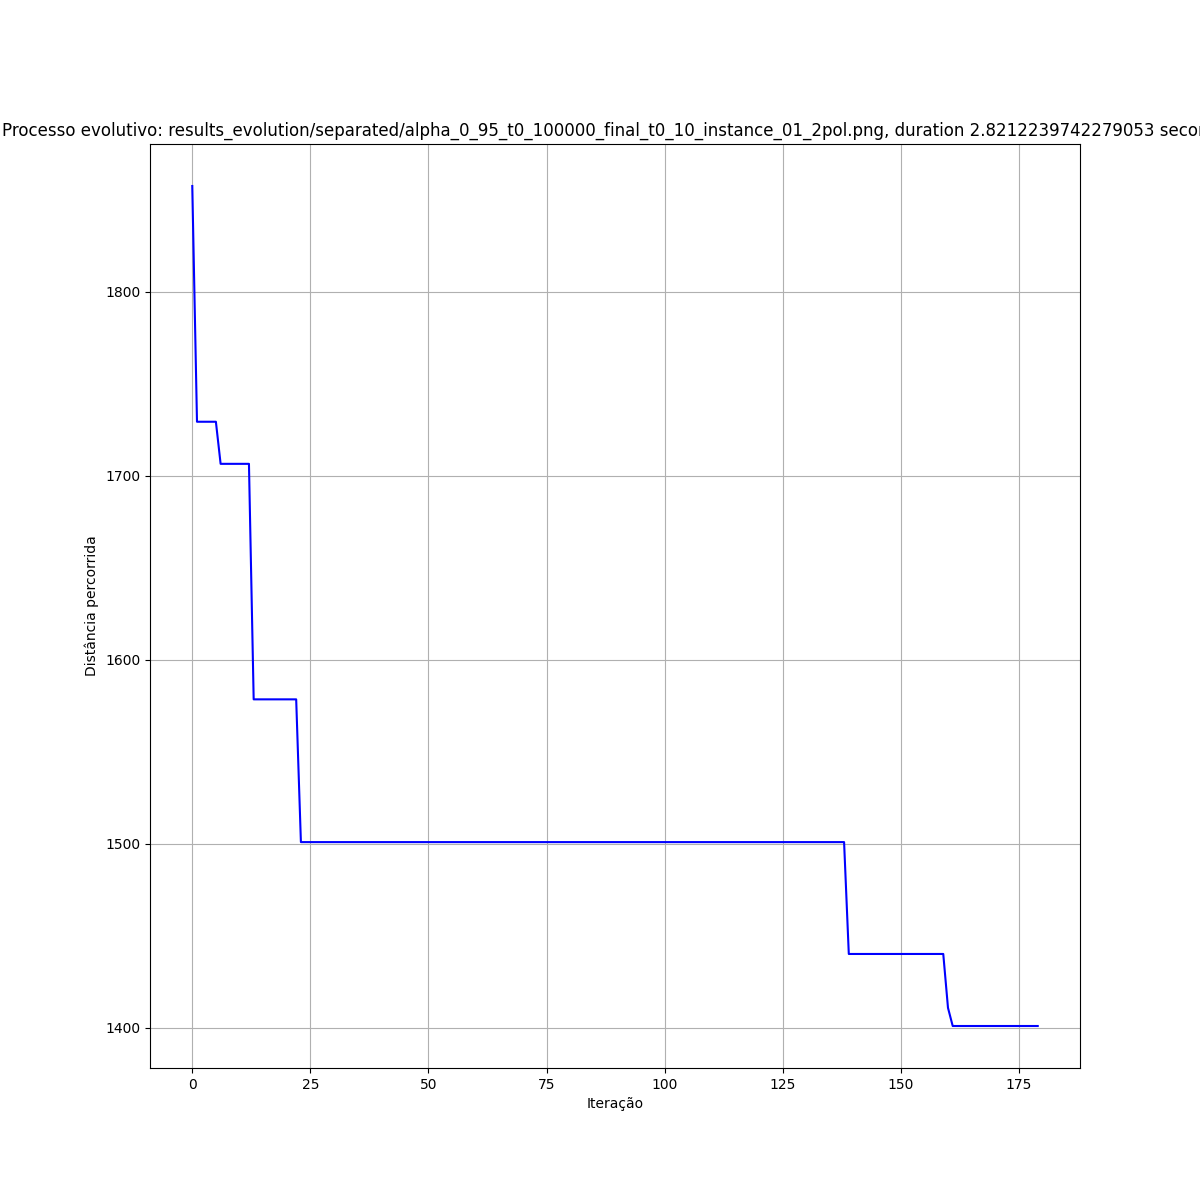 Processo evolutivo: results_evolution/separated/alpha_0_95_t0_100000_final_t0_10_instance_01_2pol.png, duration 2.8212239742279053
1800
1700
1600
1500
1400
Distância percorrida
0 25 50 75 100 125 150 175
Iteração